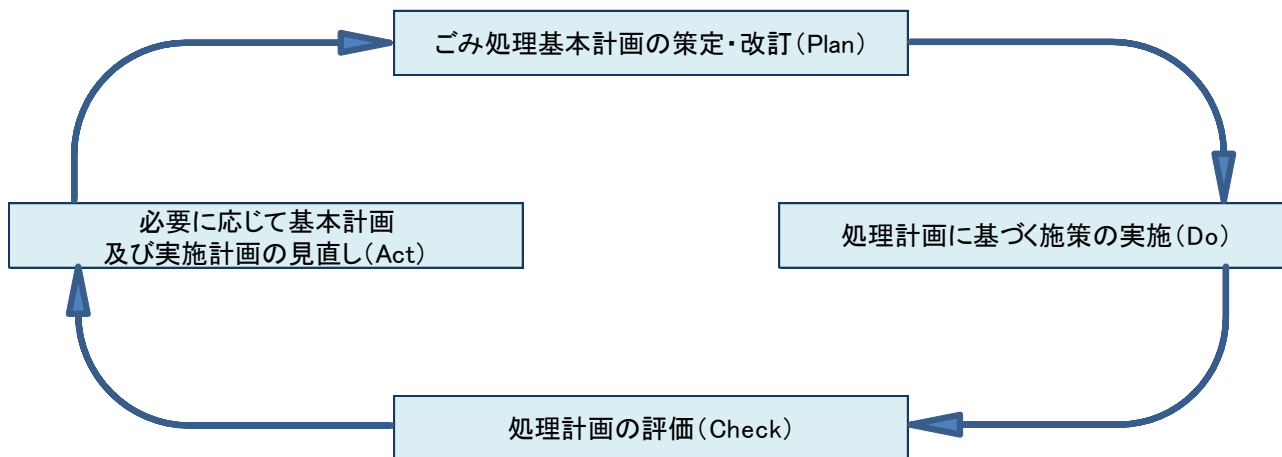 ごみ処理基本計画の策定・改訂(Plan)
必要に応じて基本計画
及び実施計画の見直し(Act)
処理計画に基づく施策の実施(Do)
処理計画の評価(Check)